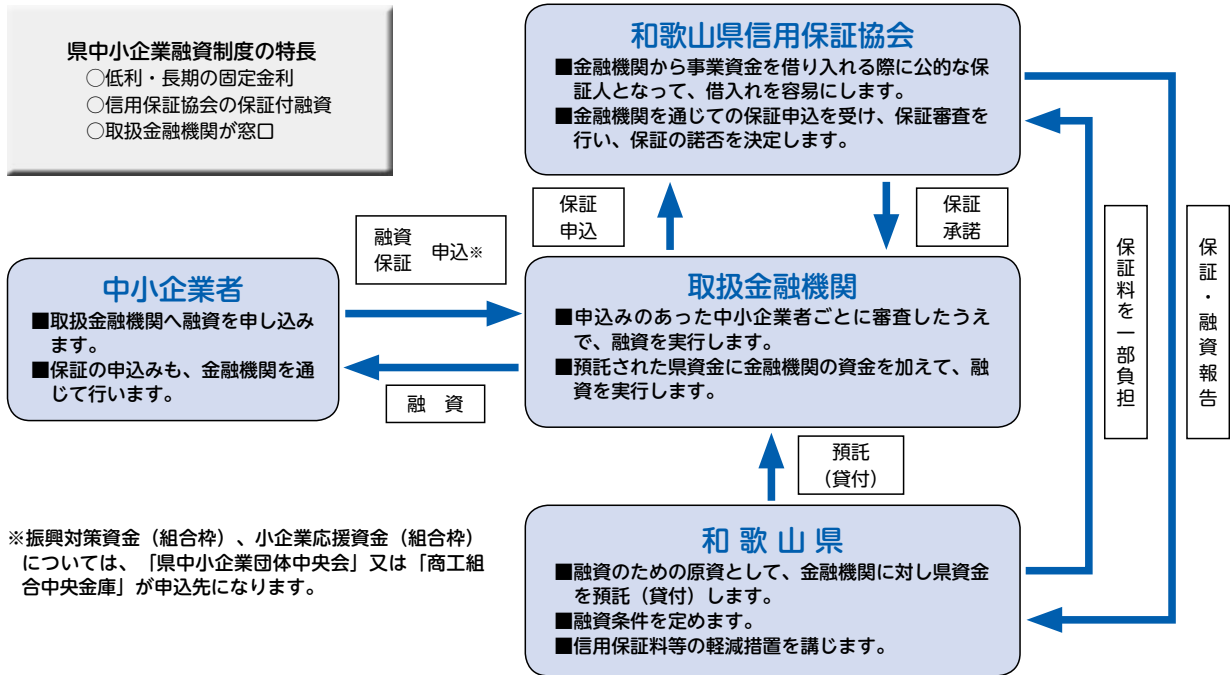 県中小企業融資制度の特長
○低利・長期の固定金利
○信用保証協会の保証付融資
○取扱金融機関が窓口
和歌山県信用保証協会
■金融機関から事業資金を借り入れる際に公的な保
証人となって、借入れを容易にします。
■金融機関を通じての保証申込を受け、保証審査を
行い、保証の諾否を決定します。
保証
申込
保証
承諾
融資
保証
申込※
中小企業者
■取扱金融機関へ融資を申し込み
ます。
■保証の申込みも、金融機関を通
じて行います。
融　資
取扱金融機関
■申込みのあった中小企業者ごとに審査したうえ
で、融資を実行します。
■預託された県資金に金融機関の資金を加えて、融
資を実行します。
保証料を一部負担
保証・融資報告
預託
（貸付）
和 歌 山 県
■融資のための原資として、金融機関に対し県資金
を預託（貸付）します。
■融資条件を定めます。
■信用保証料等の軽減措置を講じます。
※振興対策資金（組合枠）、小企業応援資金（組合枠）
については、「県中小企業団体中央会」又は「商工組
合中央金庫」が申込先になります。